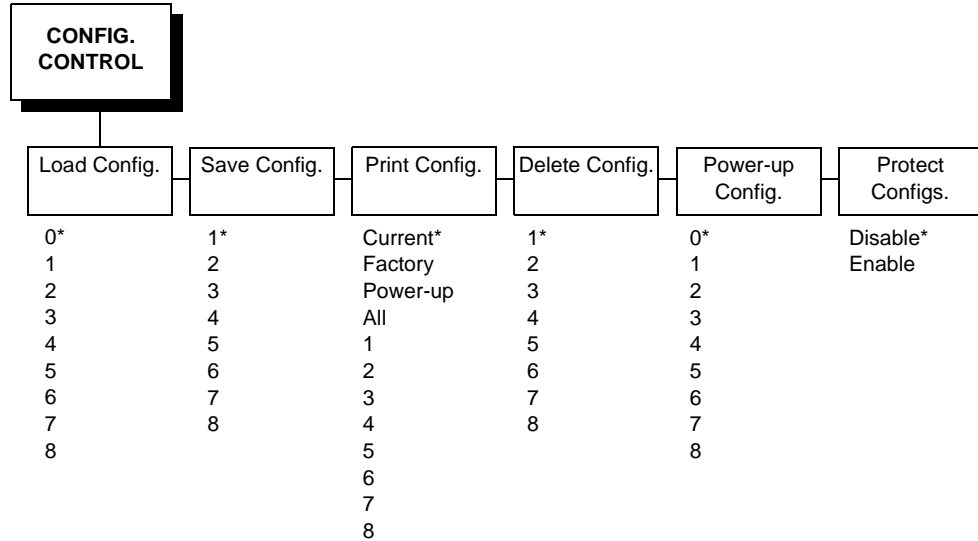 CONFIG.
CONTROL
Load Config.
Save Config.
Print Config.
Delete Config.
Power-up
Config.
Protect
Configs.
0*
1
2
3
4
5
6
7
8
1*
2
3
4
5
6
7
8
Current*
Factory
Power-up
All
1
2
3
4
5
6
7
8
1*
2
3
4
5
6
7
8
0*
1
2
3
4
5
6
7
8
Disable*
Enable